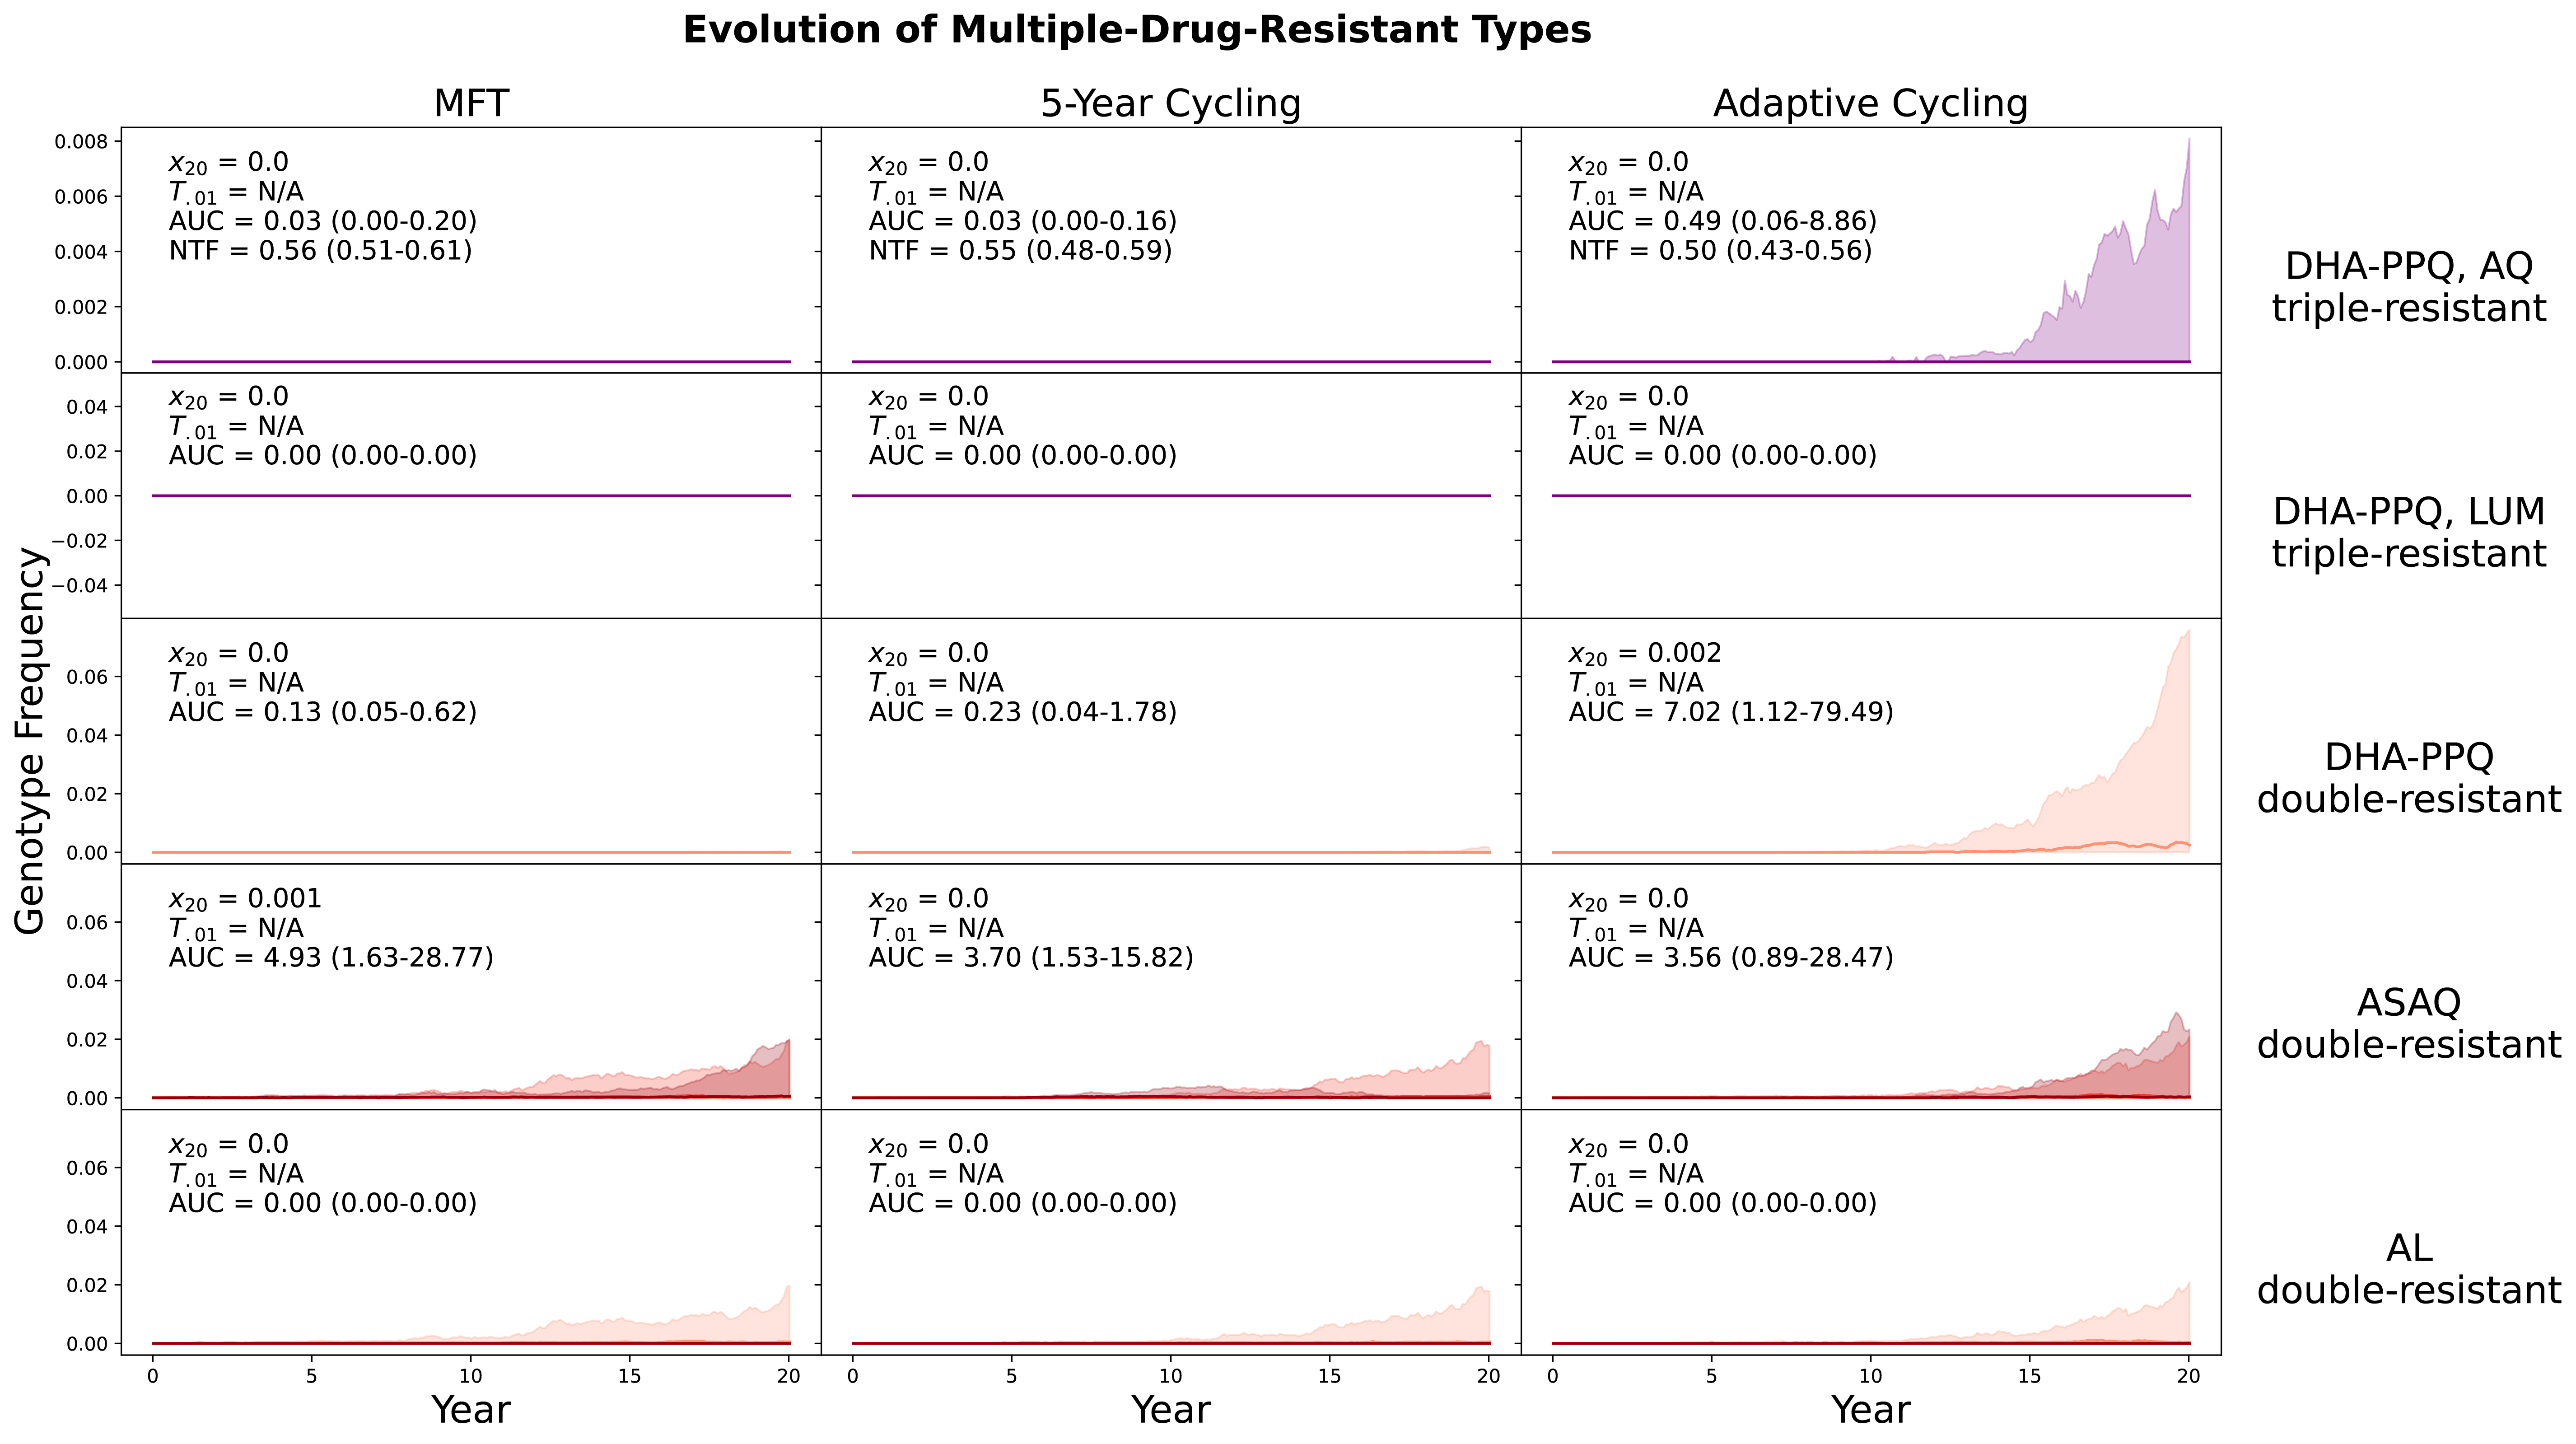 Evolution of Multiple-Drug-Resistant Types
MFT
5-Year Cycling
Adaptive Cycling
Genotype Frequency
0.008
0.006
0.004
0.002
0.000
x20 = 0.0
T.01 = N/A
AUC = 0.03 (0.00-0.20)
NTF = 0.56 (0.51-0.61)
x20 = 0.0
T.01 = N/A
AUC = 0.03 (0.00-0.16)
NTF = 0.55 (0.48-0.59)
x20 = 0.0
T.01 = N/A
AUC = 0.49 (0.06-8.86)
NTF = 0.50 (0.43-0.56)
DHA-PPQ, AQ
triple-resistant
0.04
0.02
0.00
−0.02
−0.04
x20 = 0.0
T.01 = N/A
AUC = 0.00 (0.00-0.00)
x20 = 0.0
T.01 = N/A
AUC = 0.00 (0.00-0.00)
x20 = 0.0
T.01 = N/A
AUC = 0.00 (0.00-0.00)
DHA-PPQ, LUM
triple-resistant
0.06
0.04
0.02
0.00
x20 = 0.0
T.01 = N/A
AUC = 0.13 (0.05-0.62)
x20 = 0.0
T.01 = N/A
AUC = 0.23 (0.04-1.78)
x20 = 0.002
T.01 = N/A
AUC = 7.02 (1.12-79.49)
DHA-PPQ
double-resistant
0.06
0.04
0.02
0.00
x20 = 0.001
T.01 = N/A
AUC = 4.93 (1.63-28.77)
x20 = 0.0
T.01 = N/A
AUC = 3.70 (1.53-15.82)
x20 = 0.0
T.01 = N/A
AUC = 3.56 (0.89-28.47)
ASAQ
double-resistant
0.06
0.04
0.02
0.00
x20 = 0.0
T.01 = N/A
AUC = 0.00 (0.00-0.00)
x20 = 0.0
T.01 = N/A
AUC = 0.00 (0.00-0.00)
x20 = 0.0
T.01 = N/A
AUC = 0.00 (0.00-0.00)
AL
double-resistant
0 5 10 15 20
0 5 10 15 20
0 5 10 15 20
Year
Year
Year